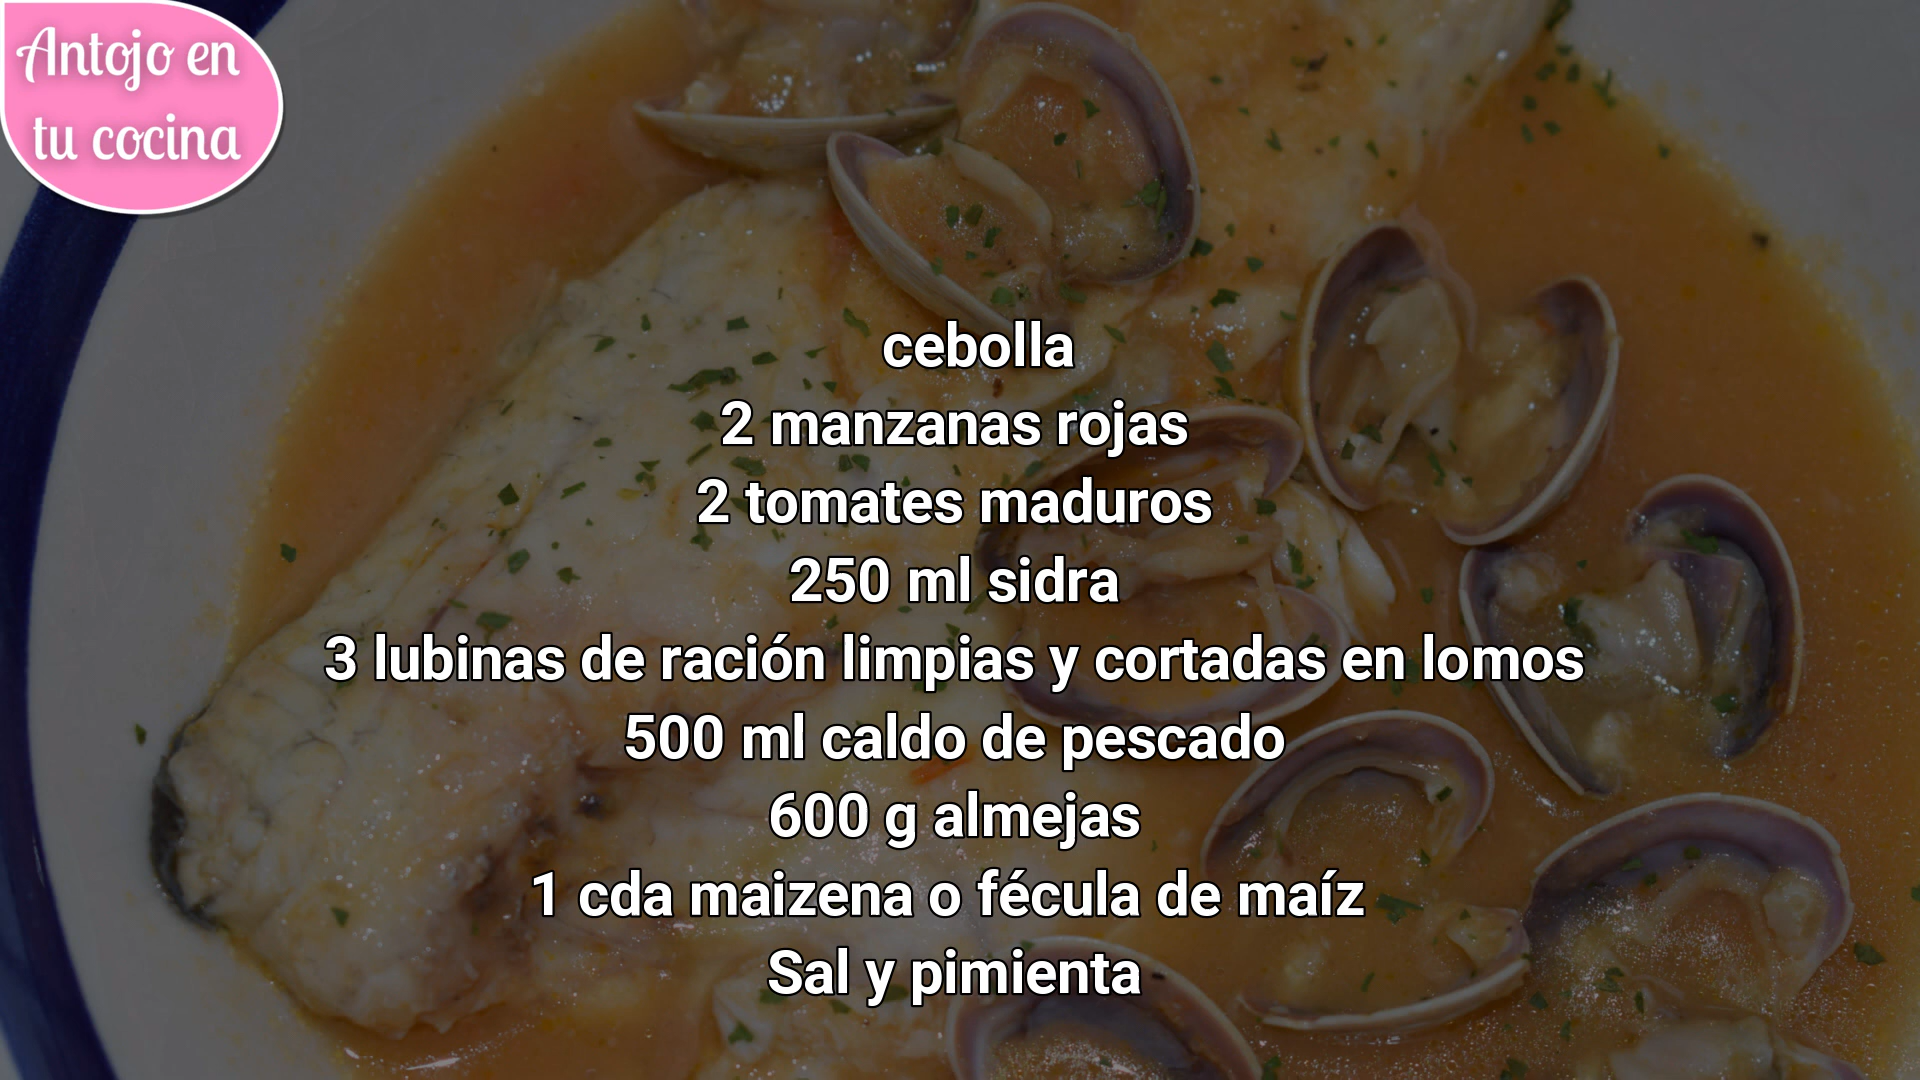 Antojo en
tu cocina
cebolla
2 manzanas rojas
2 tomates maduros
250 ml sidra
3 lubinas de ración limpias y cortadas en lomos
500 ml caldo de pescado
600 g almejas
1 cda maizena o fécula de maíz
Sal y pimienta